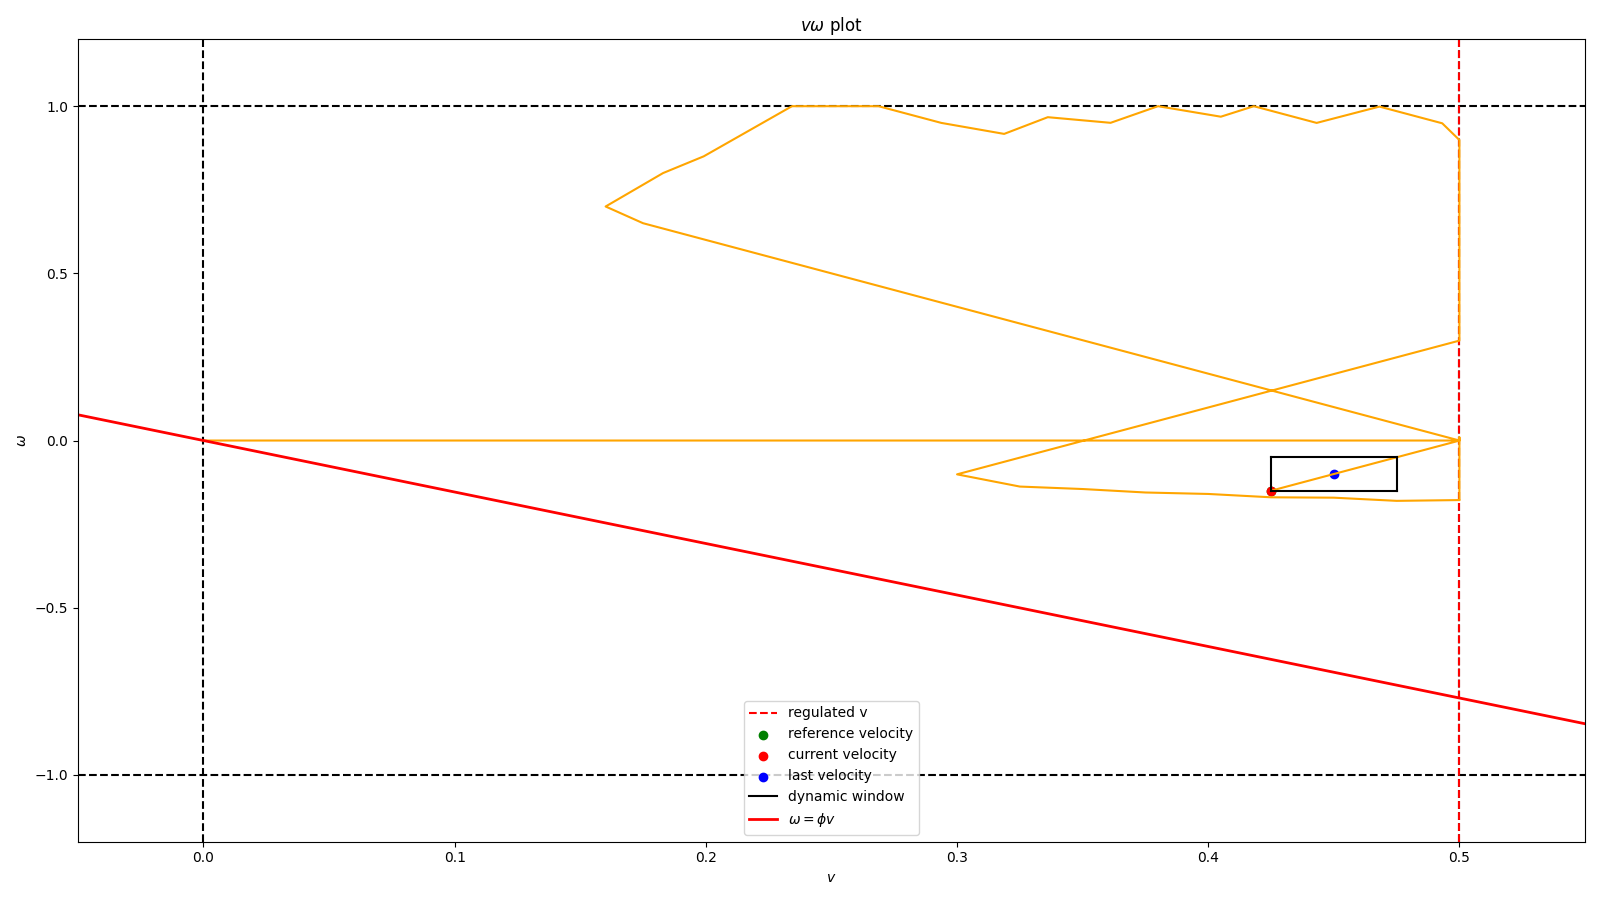 vω plot
1.0
0.5
0.0
−0.5
−1.0
ω
regulated v
reference velocity
current velocity
last velocity
dynamic window
ω = ϕv
0.0 0.1 0.2 0.3 0.4 0.5
v